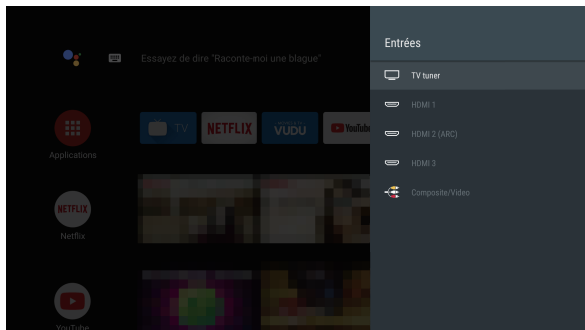 Entrées
Essayez de dire "Raconte-moi une blague"
TV tuner
HDMI 1
HDMI 2 (ARC)
HDMI 3
Composite/Video
TV
NETFLIX
VUDU
YouTube
Applications
NETFLIX
Netflix
YouTube